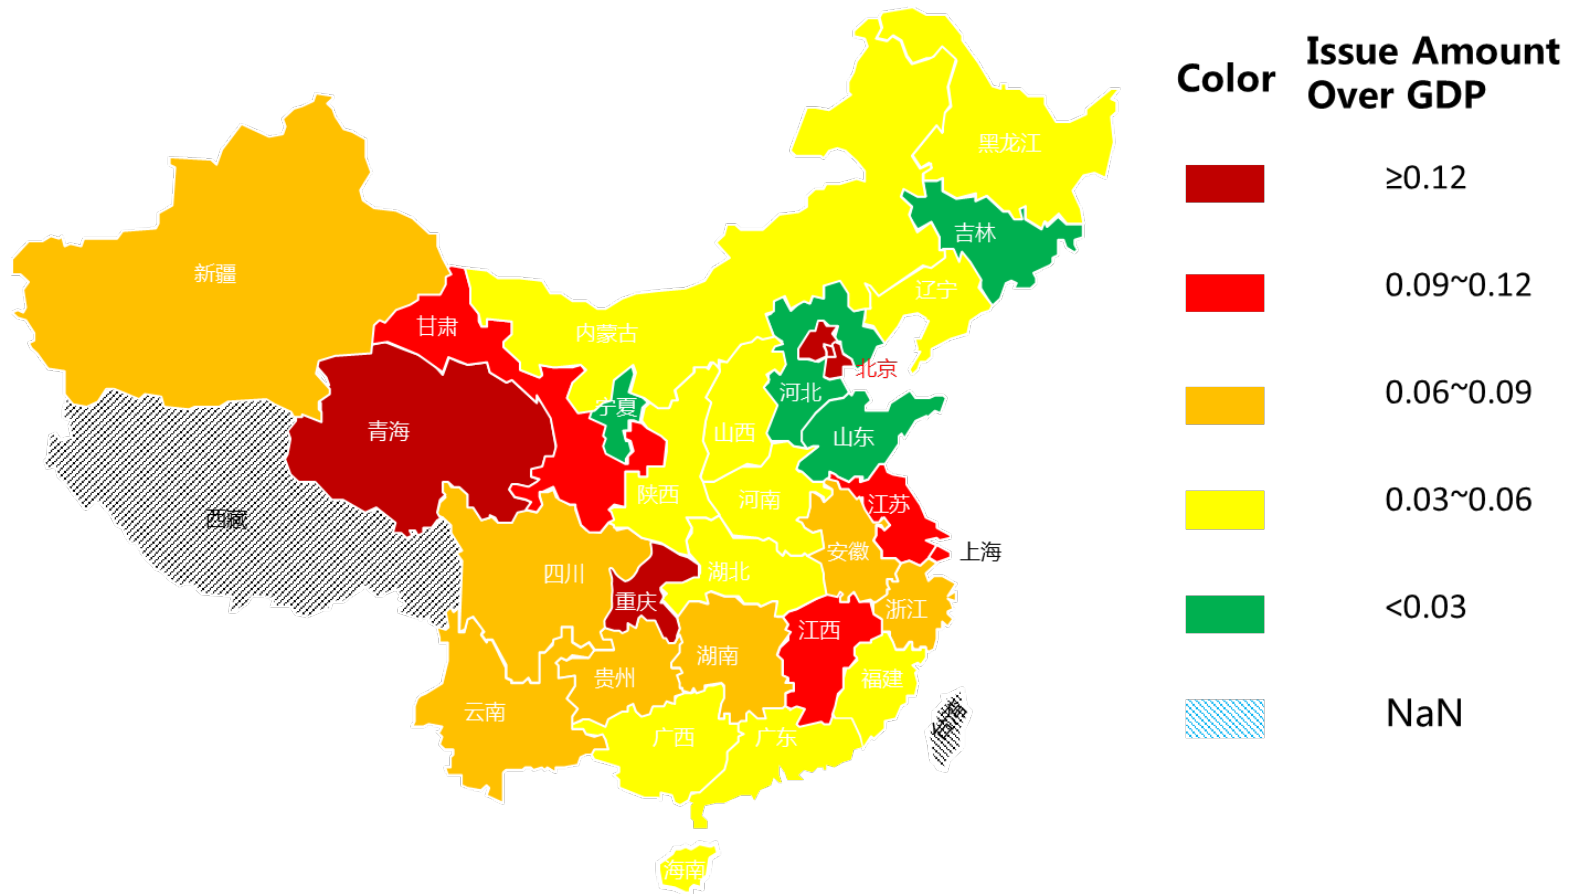 Color
Issue Amount
Over GDP
≥0.12
0.09~0.12
0.06~0.09
0.03~0.06
<0.03
NaN
黑龙江
吉林
辽宁
新疆
甘肃
内蒙古
北京
河北
宁夏
青海
山西
山东
陕西
河南
江苏
西藏
上海
安徽
四川
湖北
重庆
浙江
江西
湖南
贵州
福建
云南
台湾
广西
广东
海南